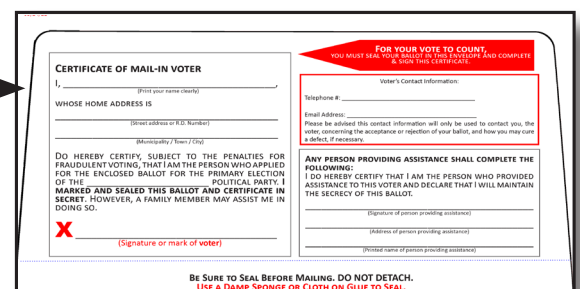 FOR YOUR VOTE TO COUNT,
YOU MUST SEAL YOUR BALLOT IN THIS ENVELOPE AND COMPLETE
& SIGN THIS CERTIFICATE.
CERTIFICATE OF MAIL-IN VOTER
I, ________________________________,
(Print your name clearly)
WHOSE HOME ADDRESS IS
(Street address or R.D. Number)
(Municipality / Town / City)
DO HEREBY CERTIFY, SUBJECT TO THE PENALTIES FOR
FRAUDULENT VOTING, THAT I AM THE PERSON WHO APPLIED
FOR THE ENCLOSED BALLOT FOR THE PRIMARY ELECTION
OF THE ______________________ POLITICAL PARTY. I
MARKED AND SEALED THIS BALLOT AND CERTIFICATE IN
SECRET. HOWEVER, A FAMILY MEMBER MAY ASSIST ME IN
DOING SO.
X
(Signature or mark of voter)
Voter's Contact Information:
Telephone #: ______________________
Email Address: ______________________
Please be advised this contact information will only be used to contact you, the
voter, concerning the acceptance or rejection of your ballot, and how you may cure
a defect, if necessary.
ANY PERSON PROVIDING ASSISTANCE SHALL COMPLETE THE
FOLLOWING:
I DO HEREBY CERTIFY THAT I AM THE PERSON WHO PROVIDED
ASSISTANCE TO THIS VOTER AND DECLARE THAT I WILL MAINTAIN
THE SECRECY OF THIS BALLOT.
(Signature of person providing assistance)
(Address of person providing assistance)
(Printed name of person providing assistance)
BE SURE TO SEAL BEFORE MAILING. DO NOT DETACH.
USE A DAMP SPONGE OR CLOTH ON GLUE TO SEAL.